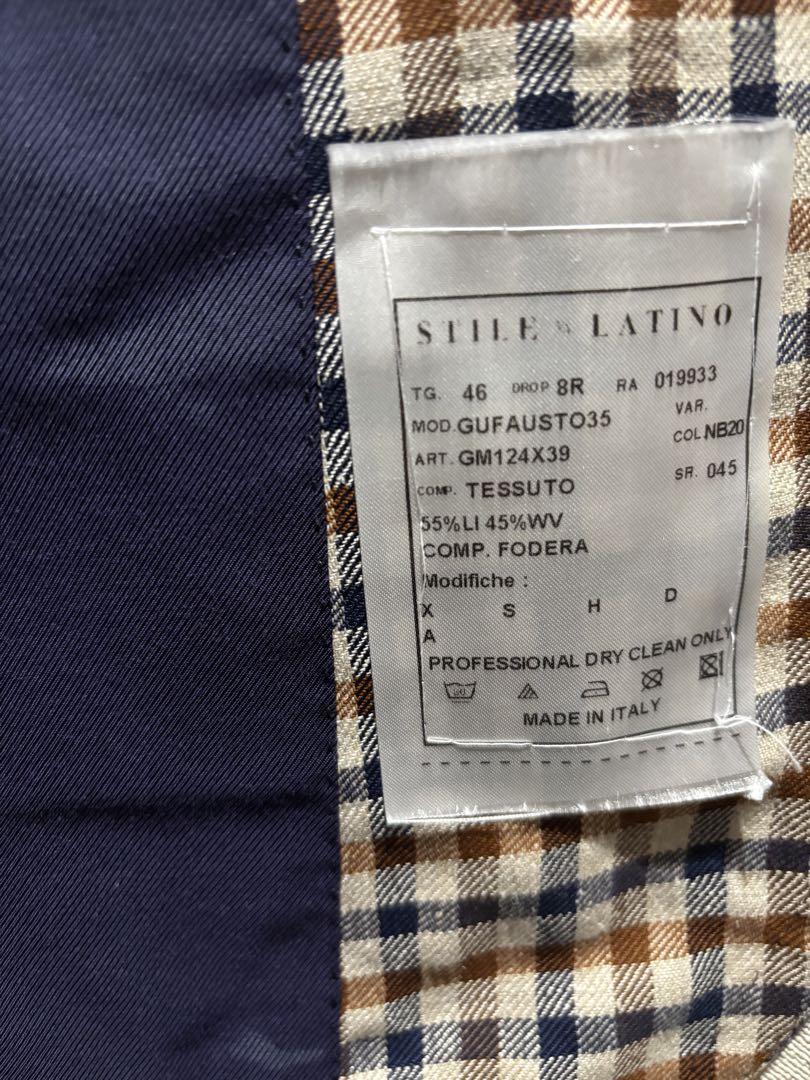 STILE LATINO
TG. 46 DROP 8R RA 019933
MOD. GUFAUSTO35 VAR.
COL NB20
ART. GM124X39
SR. 045
COMP. TESSUTO
55%LI 45%WV
COMP. FODERA
Modifiche :
X S H D
A
PROFESSIONAL DRY CLEAN ONLY
MADE IN ITALY